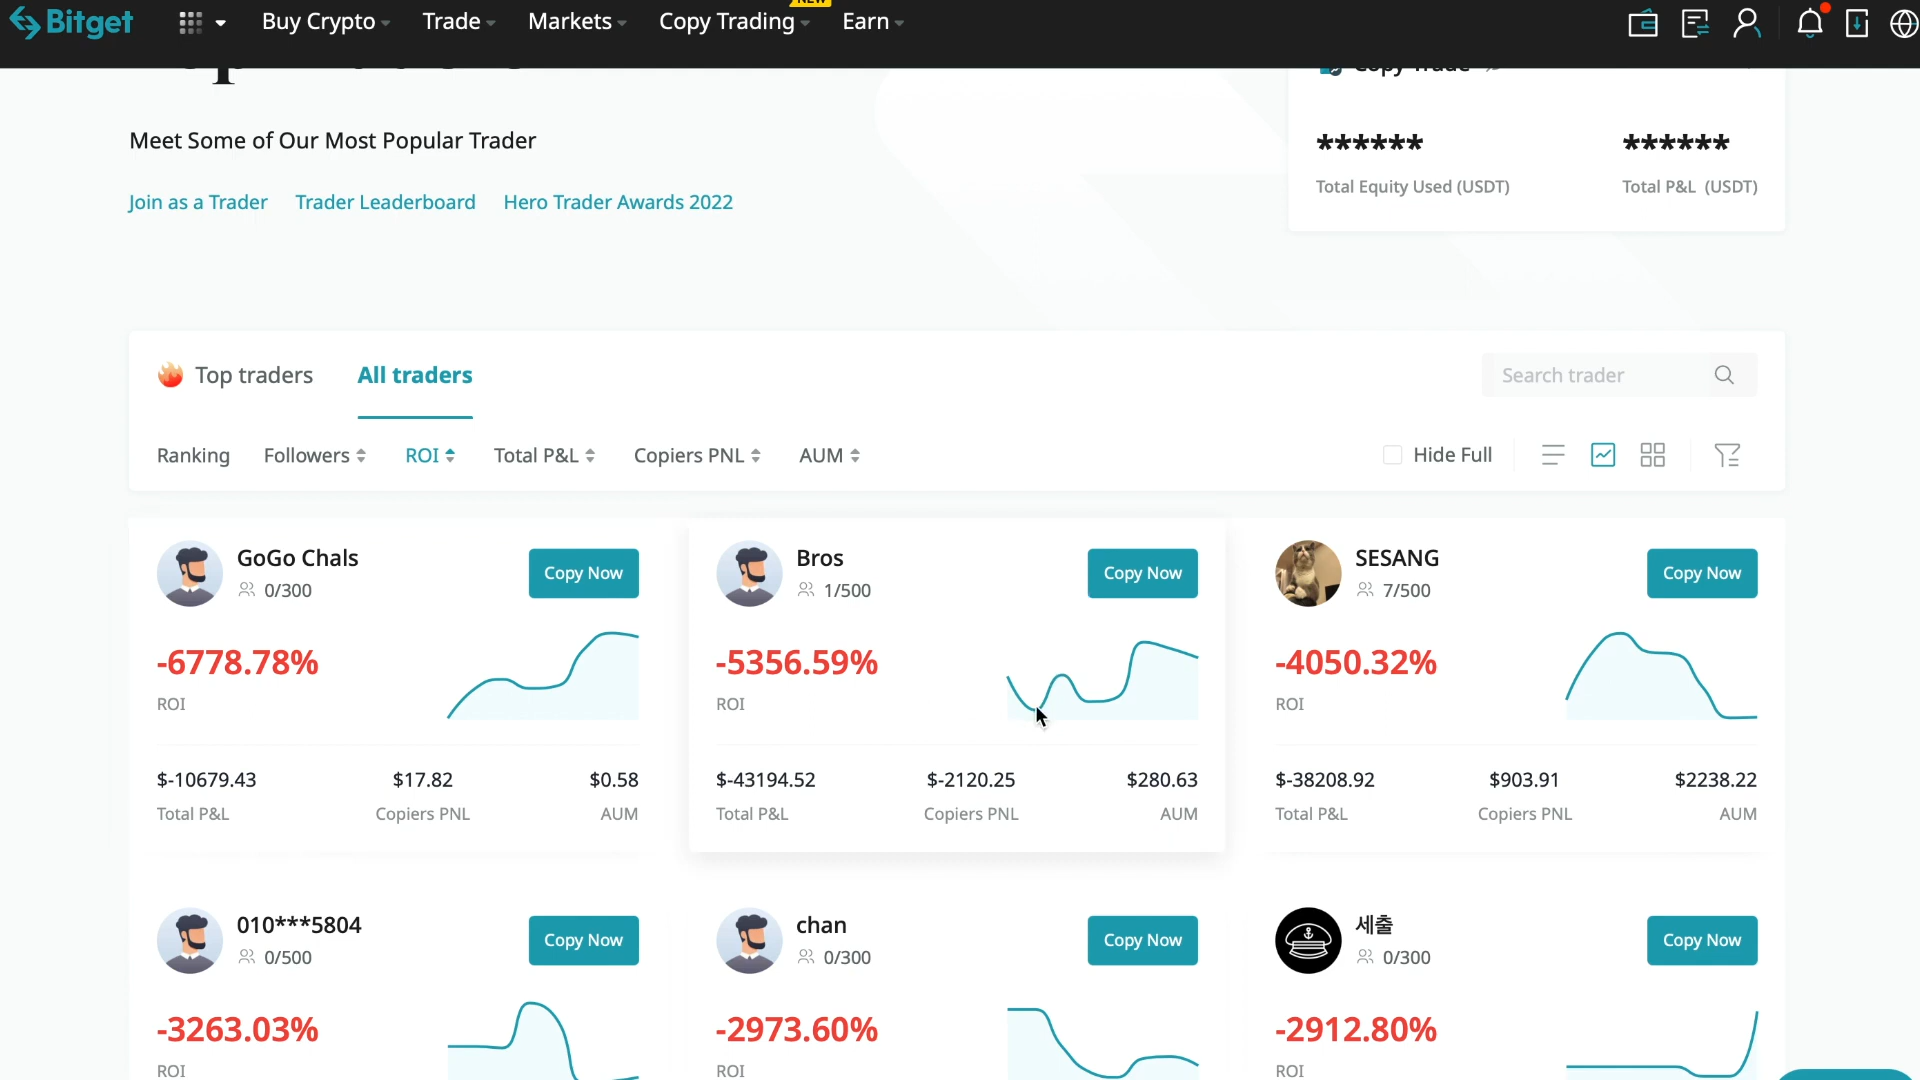 Bitget
Buy Crypto
Trade
Markets
Copy Trading
NEW
Earn
Copy Trade
Meet Some of Our Most Popular Trader
Join as a Trader
Trader Leaderboard
Hero Trader Awards 2022
******
******
Total Equity Used (USDT)
Total P&L (USDT)
Top traders
All traders
Search trader
Ranking
Followers
ROI
Total P&L
Copiers PNL
AUM
Hide Full
GoGo Chals
0/300
Copy Now
-6778.78%
ROI
$-10679.43
$17.82
$0.58
Total P&L
Copiers PNL
AUM
Bros
1/500
Copy Now
-5356.59%
ROI
$-43194.52
$-2120.25
$280.63
Total P&L
Copiers PNL
AUM
SESANG
7/500
Copy Now
-4050.32%
ROI
$-38208.92
$903.91
$2238.22
Total P&L
Copiers PNL
AUM
010***5804
0/500
Copy Now
-3263.03%
ROI
chan
0/300
Copy Now
-2973.60%
ROI
세출
0/300
Copy Now
-2912.80%
ROI